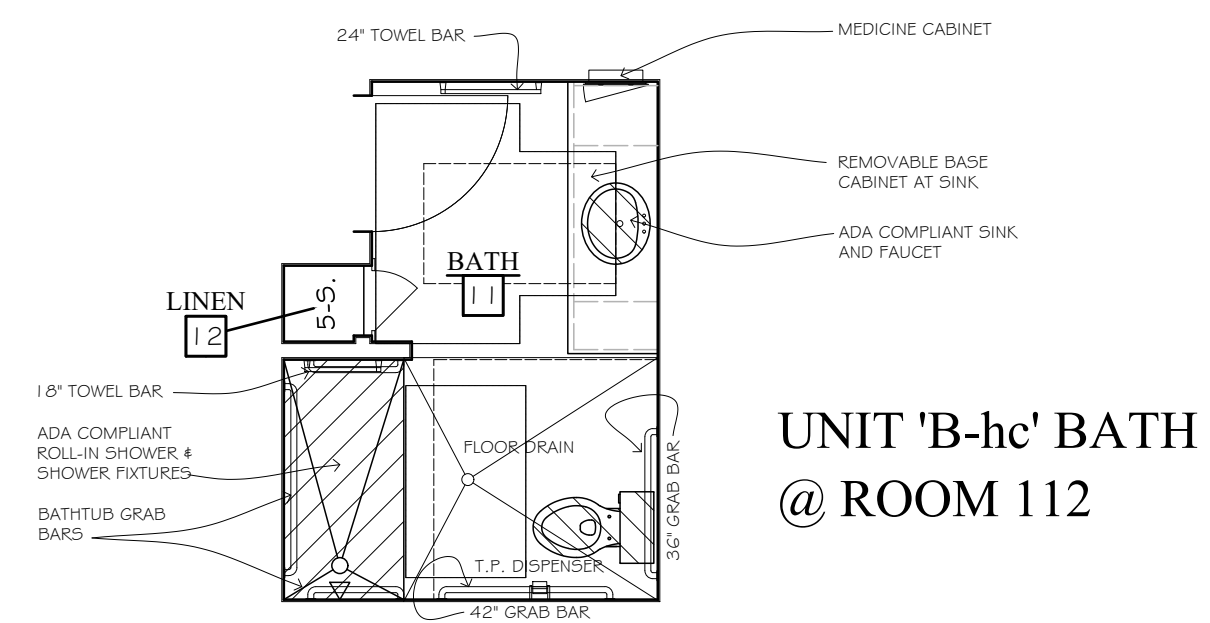 24" TOWEL BAR
MEDICINE CABINET
REMOVABLE BASE
CABINET AT SINK
ADA COMPLIANT SINK
AND FAUCET
BATH
11
LINEN
12
5-S.
18" TOWEL BAR
ADA COMPLIANT
ROLL-IN SHOWER &
SHOWER FIXTURES
BATHTUB GRAB
BARS
FLOOR DRAIN
36" GRAB BAR
T.P. DISPENSER
42" GRAB BAR
UNIT 'B-hc' BATH
@ ROOM 112